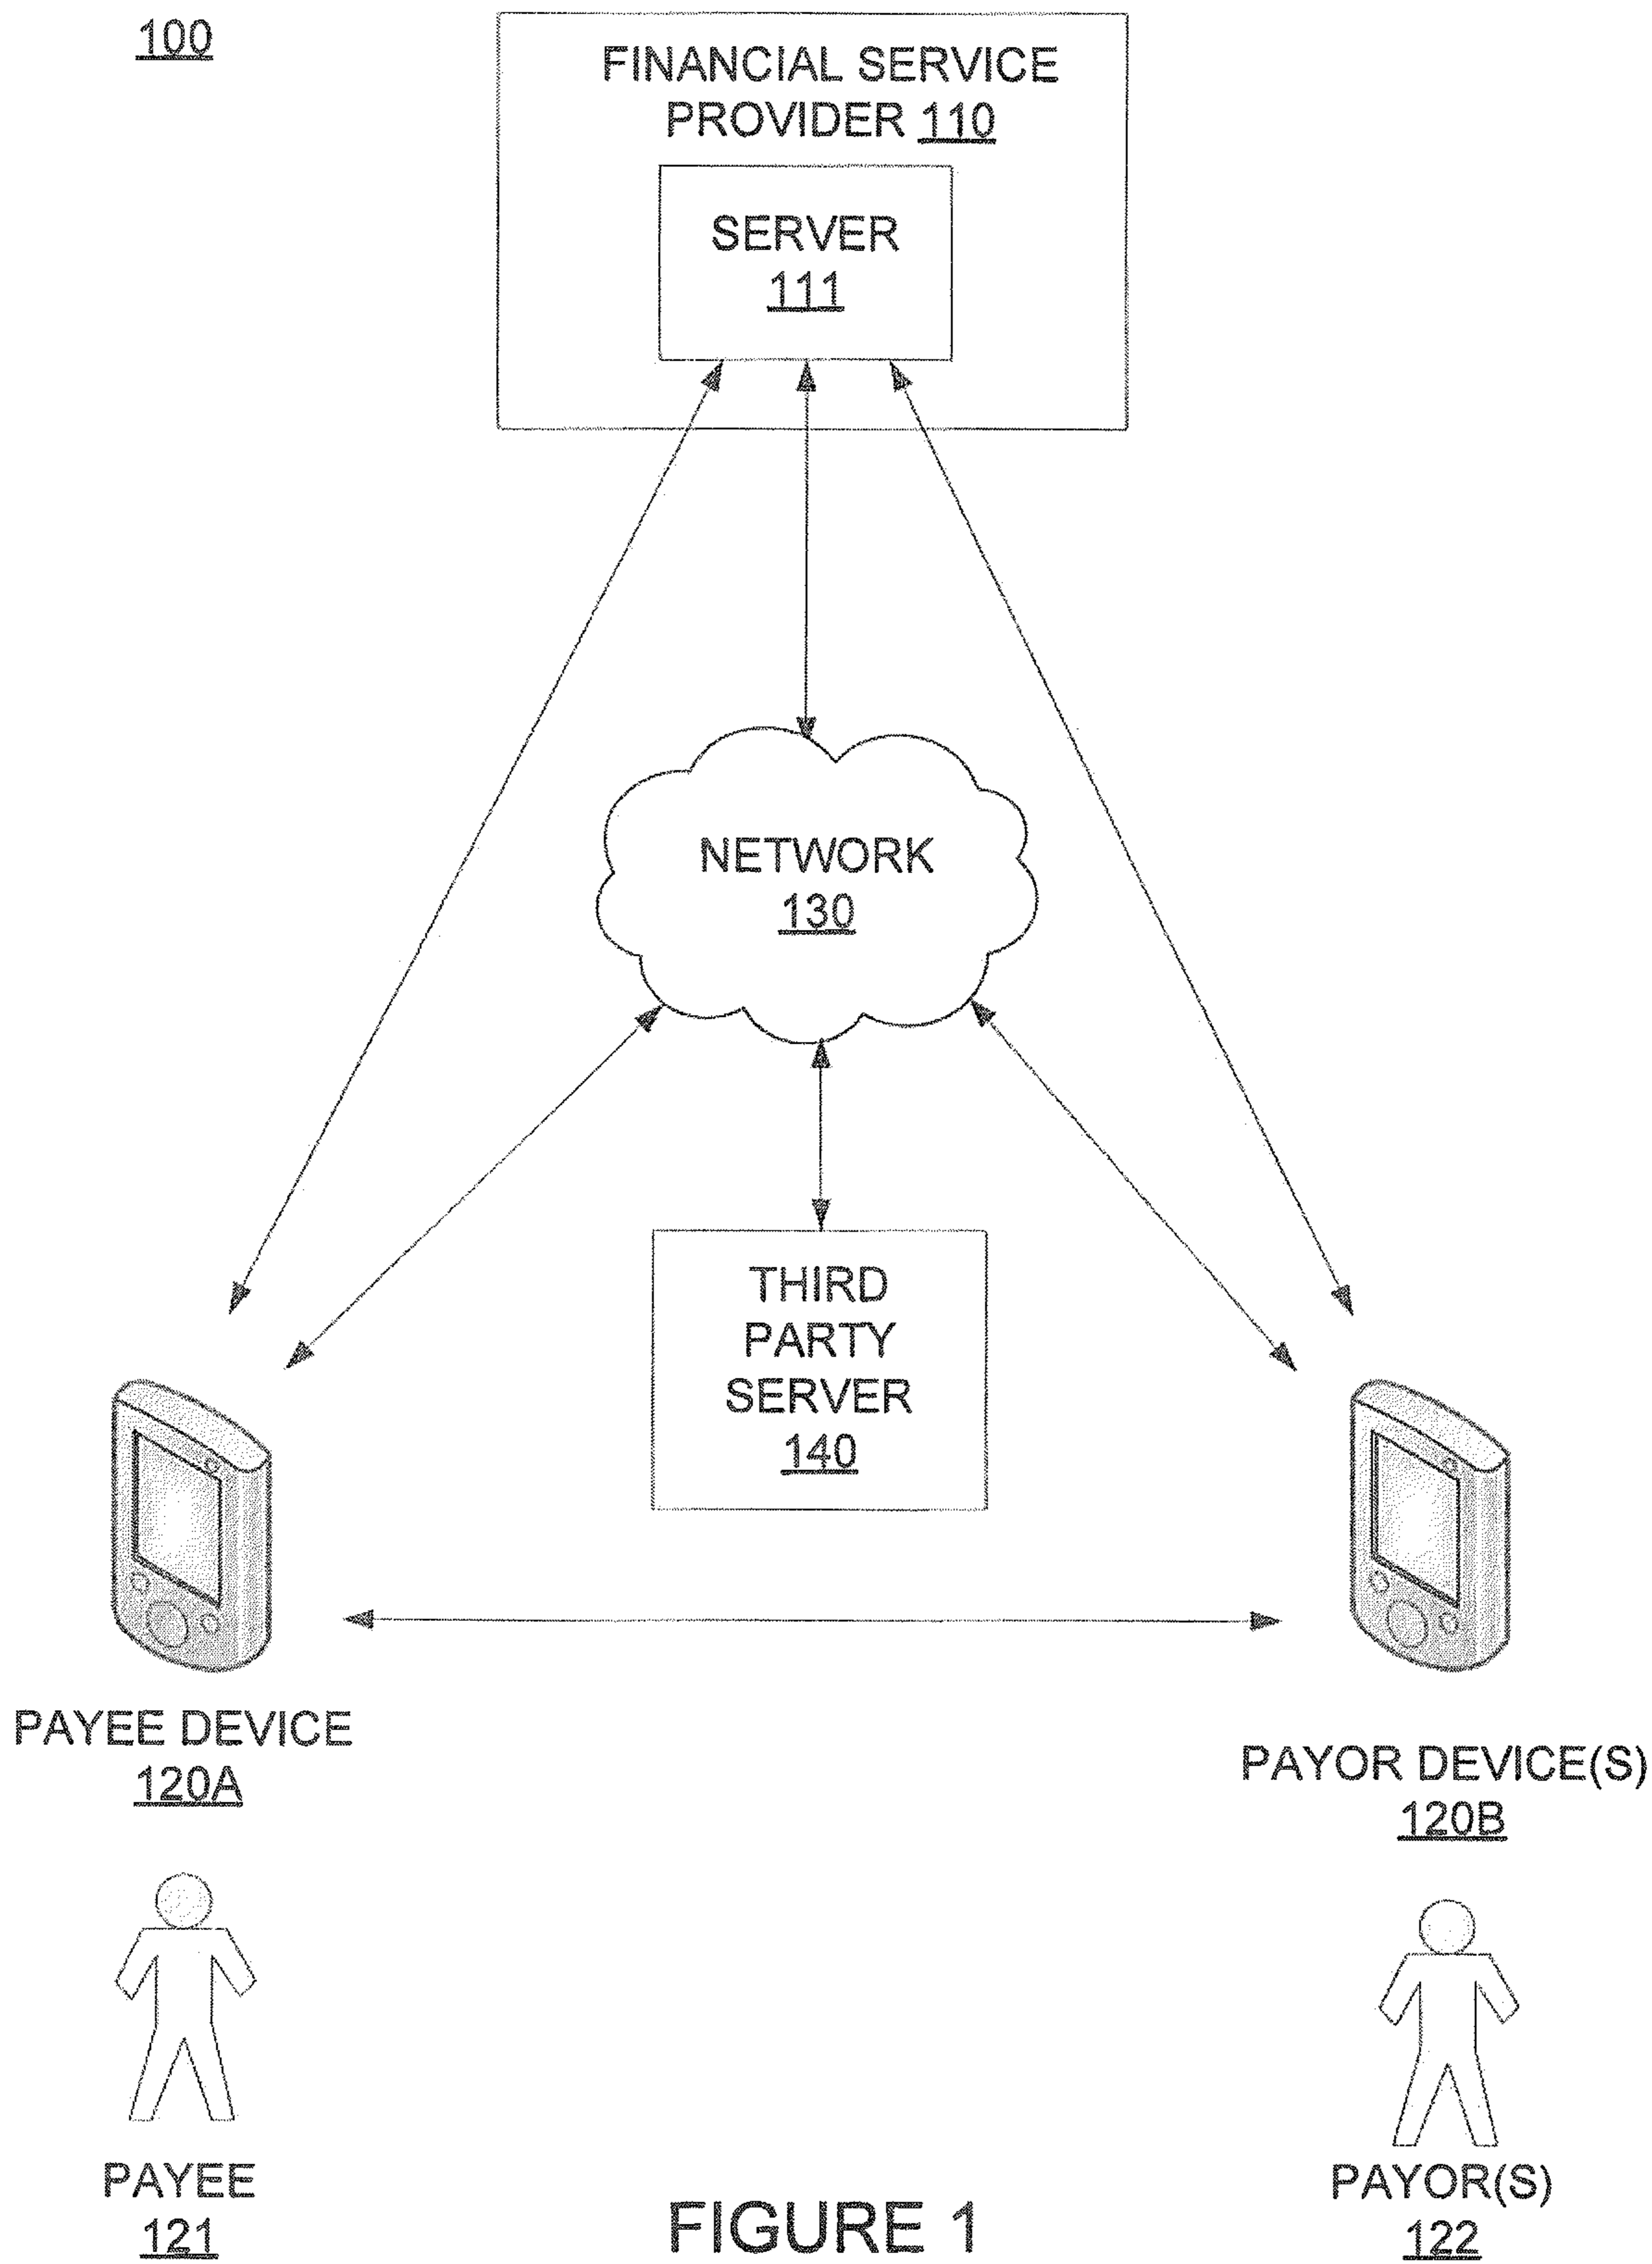 100
FINANCIAL SERVICE
PROVIDER 110
SERVER
111
NETWORK
130
THIRD
PARTY
SERVER
140
PAYEE DEVICE
120A
PAYOR DEVICE(S)
120B
PAYEE
121
PAYOR(S)
122
FIGURE 1